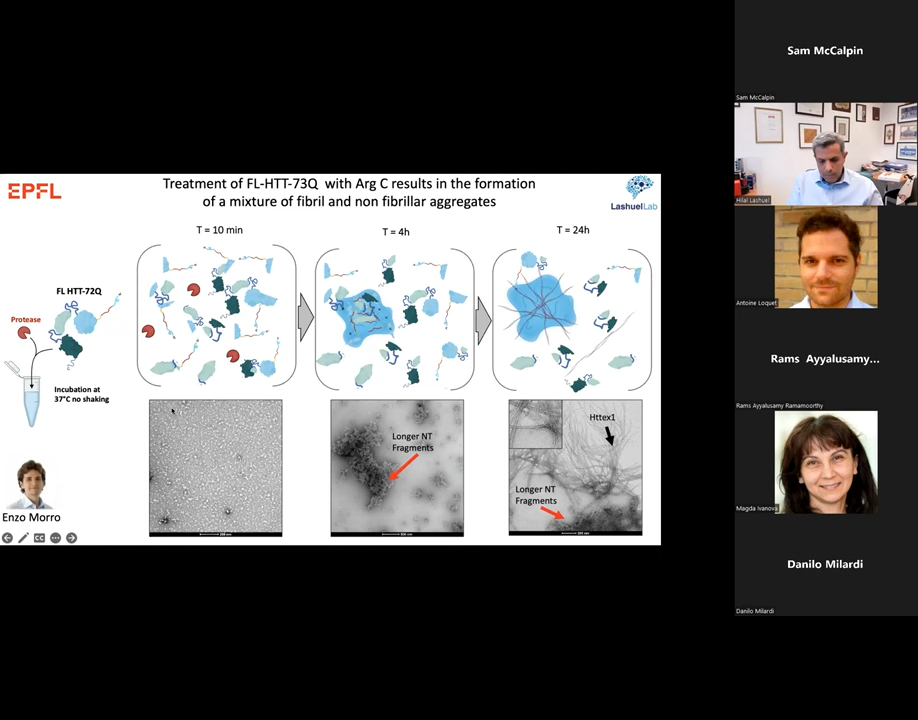 EPFL
Treatment of FL-HTT-73Q with Arg C results in the formation
of a mixture of fibril and non fibrillar aggregates
LashuelLab
T = 10 min
T = 4h
T = 24h
FL HTT-72Q
Protease
Incubation at
37°C no shaking
Longer NT
Fragments
Httex1
Longer NT
Fragments
Enzo Morro
CC
Sam McCalpin
Sam McCalpin
Hilal Lashuel
Antoine Loquet
Rams Ayyalusamy...
Rams Ayyalusamy Ramamoorthy
Magda Ivanova
Danilo Milardi
Danilo Milardi